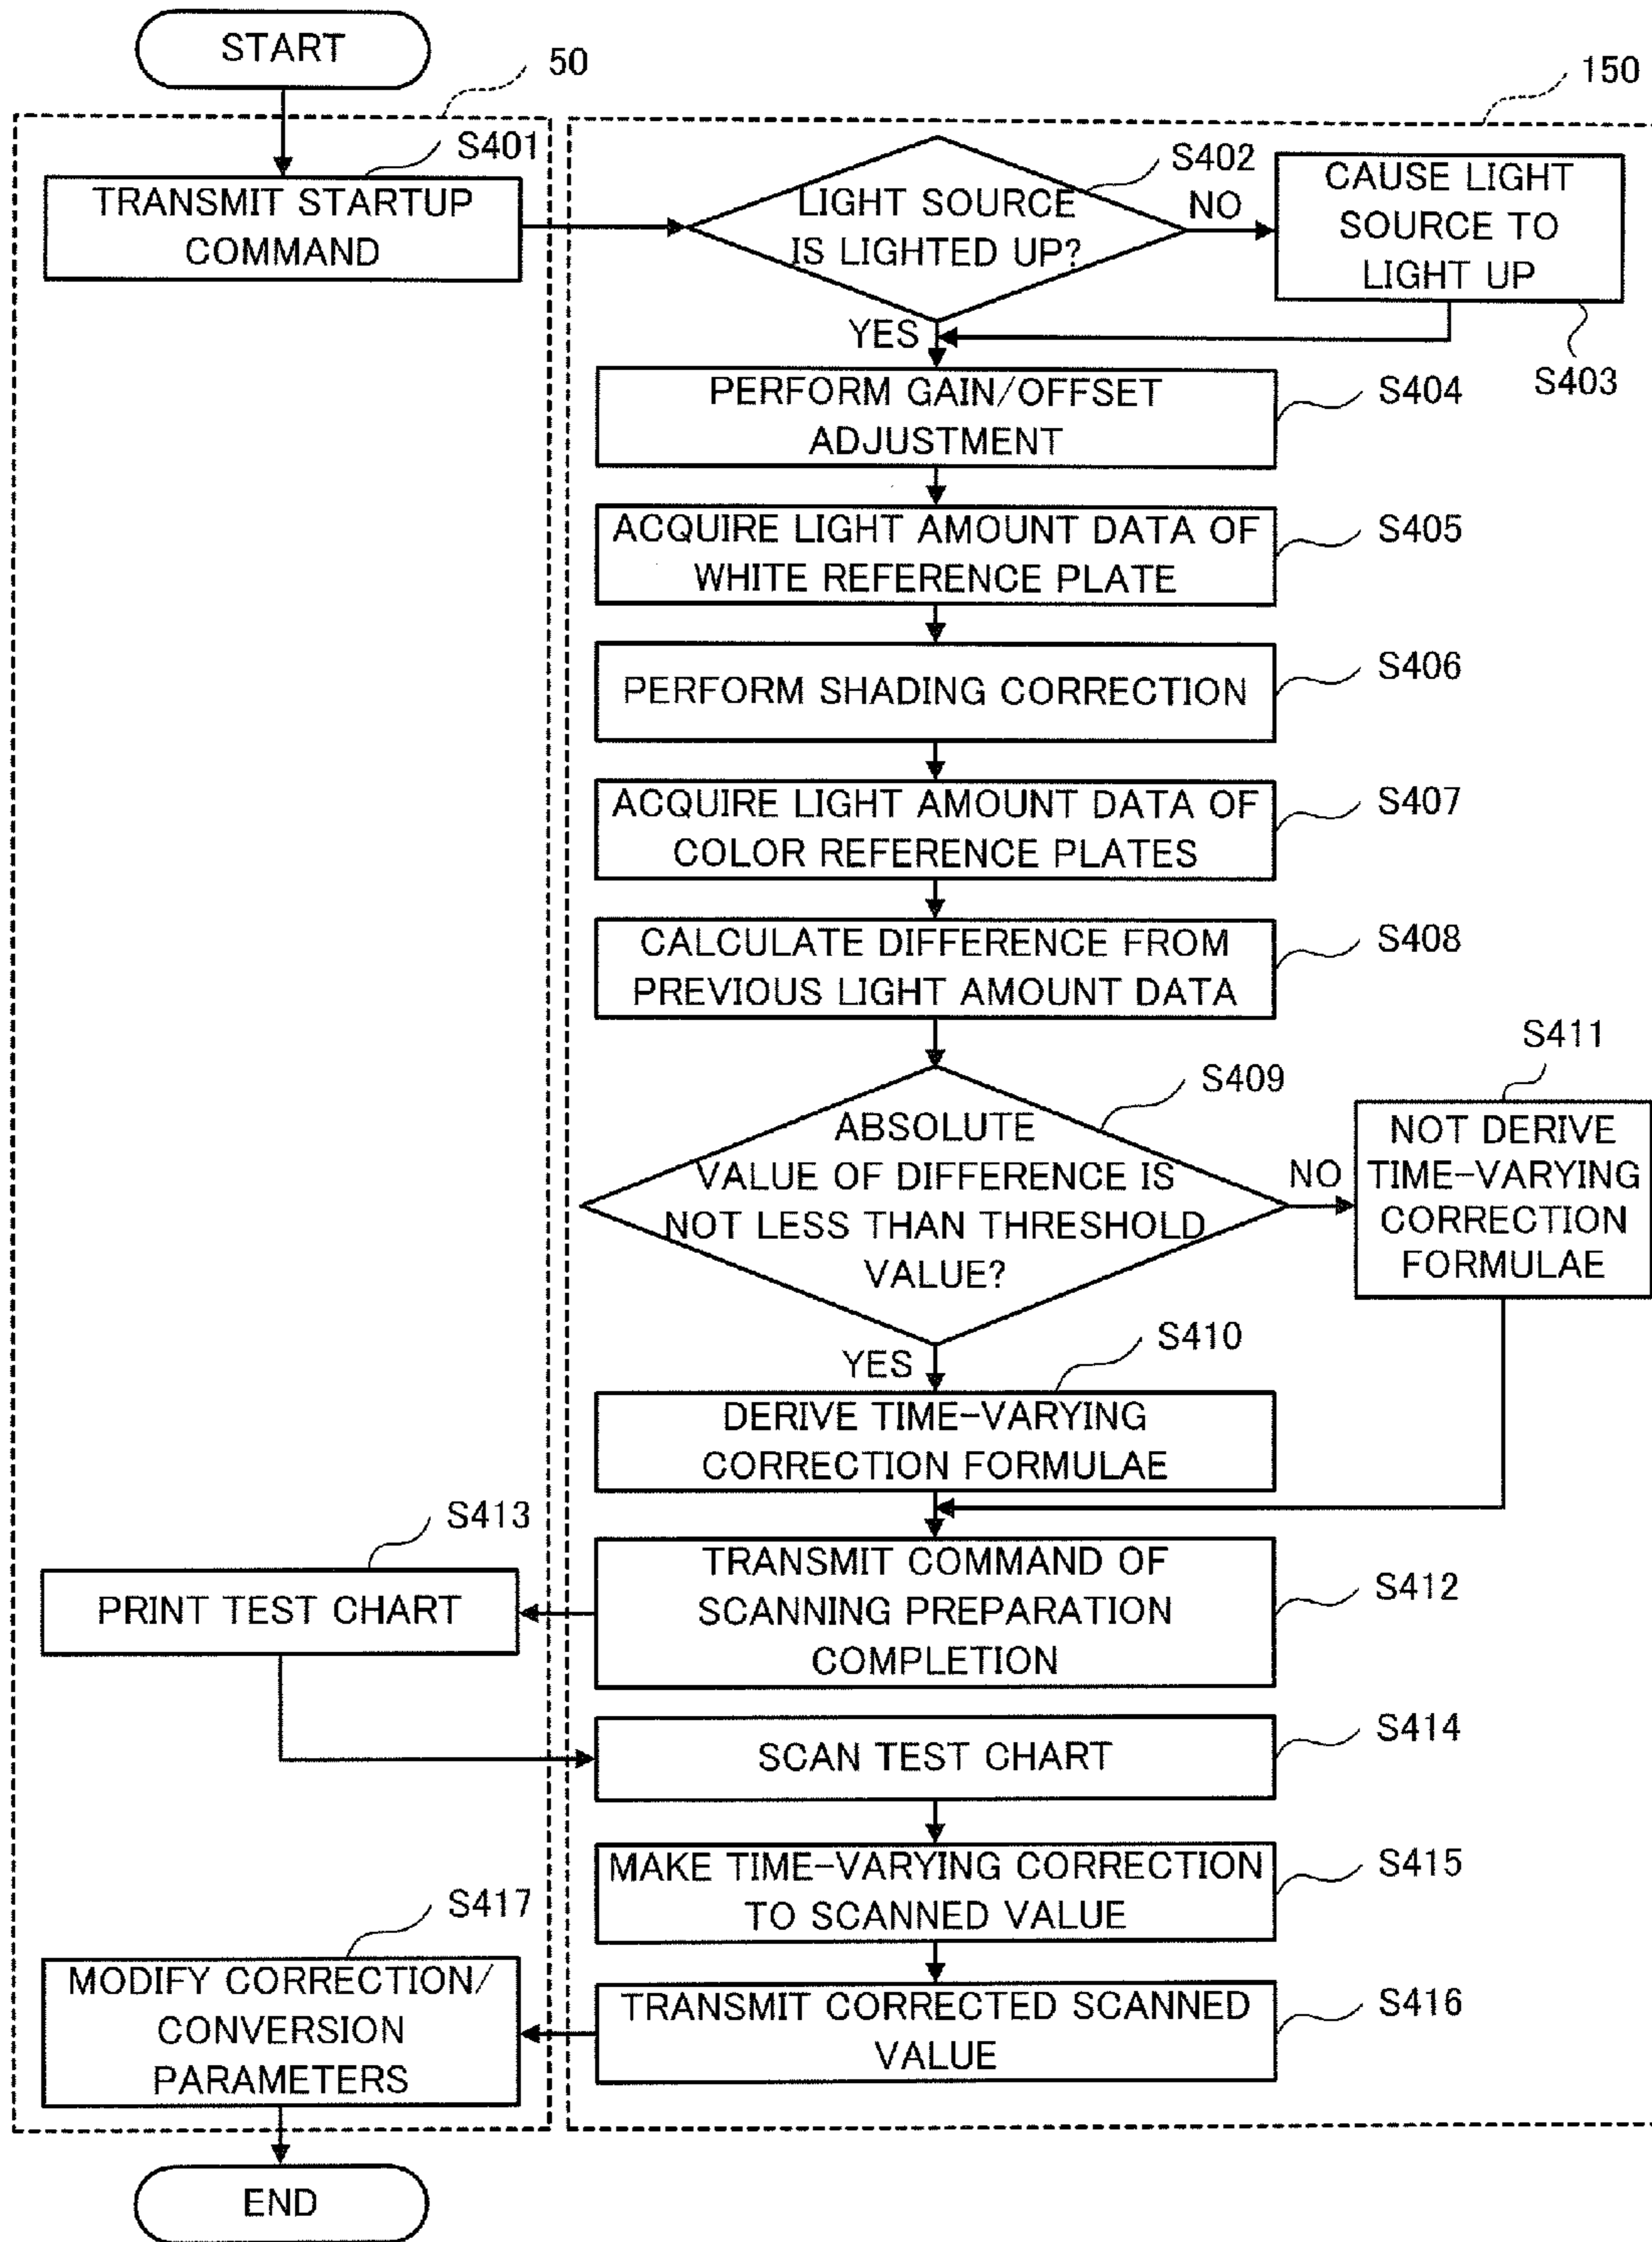 START
50
150
S401
TRANSMIT STARTUP
COMMAND
S402
LIGHT SOURCE
IS LIGHTED UP?
NO
CAUSE LIGHT
SOURCE TO
LIGHT UP
YES
S403
PERFORM GAIN/OFFSET
ADJUSTMENT
S404
ACQUIRE LIGHT AMOUNT DATA OF
WHITE REFERENCE PLATE
S405
PERFORM SHADING CORRECTION
S406
ACQUIRE LIGHT AMOUNT DATA OF
COLOR REFERENCE PLATES
S407
CALCULATE DIFFERENCE FROM
PREVIOUS LIGHT AMOUNT DATA
S408
S409
ABSOLUTE
VALUE OF DIFFERENCE IS
NOT LESS THAN THRESHOLD
VALUE?
NO
S411
NOT DERIVE
TIME-VARYING
CORRECTION
FORMULAE
YES
S410
DERIVE TIME-VARYING
CORRECTION FORMULAE
S413
PRINT TEST CHART
TRANSMIT COMMAND OF
SCANNING PREPARATION
COMPLETION
S412
SCAN TEST CHART
S414
MAKE TIME-VARYING CORRECTION
TO SCANNED VALUE
S415
S417
MODIFY CORRECTION/
CONVERSION
PARAMETERS
TRANSMIT CORRECTED SCANNED
VALUE
S416
END